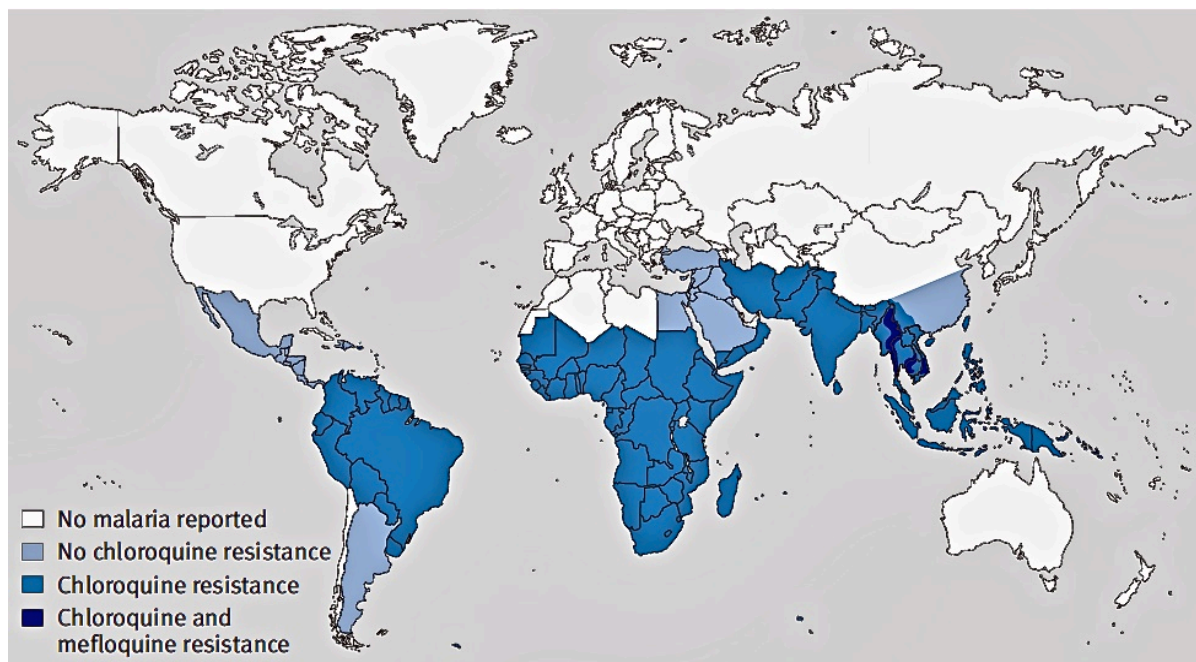 No malaria reported
No chloroquine resistance
Chloroquine resistance
Chloroquine and
mefloquine resistance